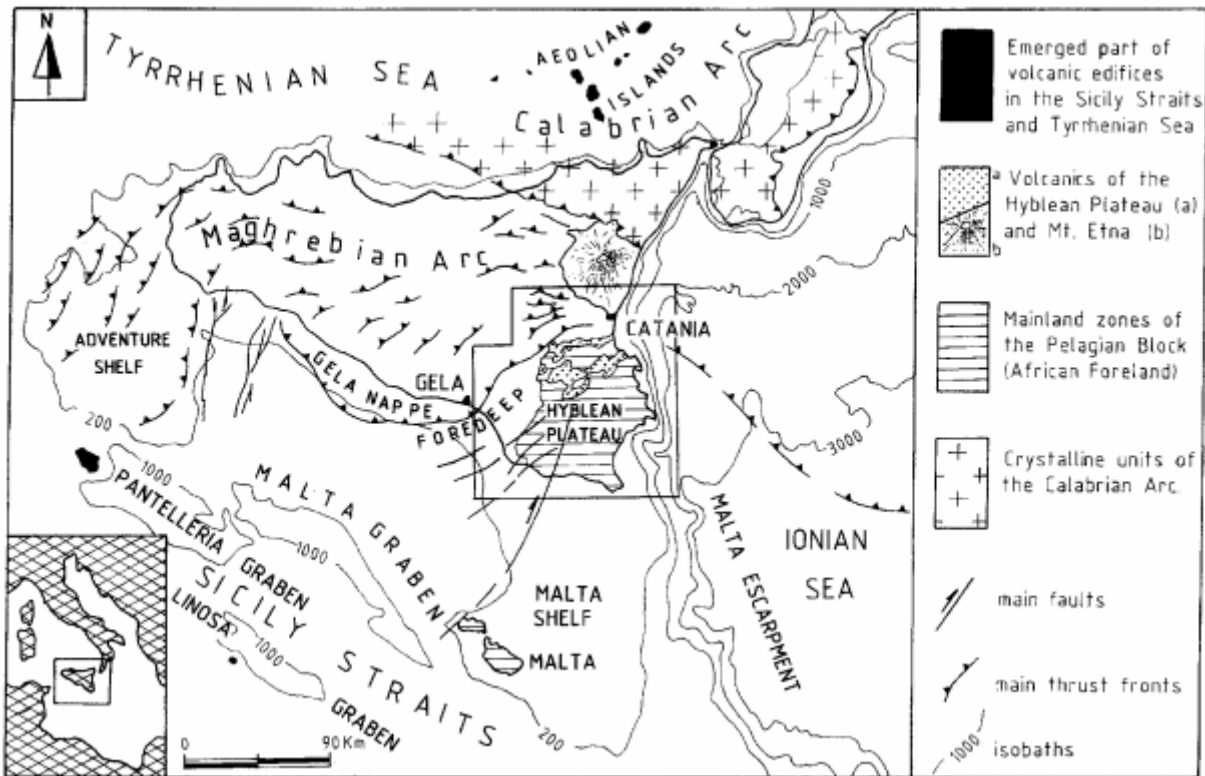 N
TYRRHENIAN SEA
AEOLIAN
ISLANDS
Calabrian Arc
Maghrebian Arc
1000
2000
ADVENTURE
SHELF
CATANIA
GELA NAPPE
GELA
FOREDEEP
HYBLEAN
PLATEAU
200
3000
1000
PANTELLERIA
GRABEN
MALTA GRABEN
1000
SICILY
STRAITS
LINOSA
GRABEN
1000
MALTA
SHELF
MALTA
MALTA ESCARPMENT
IONIAN
SEA
200
0
90 Km
Emerged part of
volcanic edifices
in the Sicily Straits
and Tyrrhenian Sea
a
Volcanics of the
Hyblean Plateau (a)
and Mt. Etna (b)
b
Mainland zones of
the Pelagian Block
(African Foreland)
Crystalline units of
the Calabrian Arc
main faults
main thrust fronts
1000
isobaths